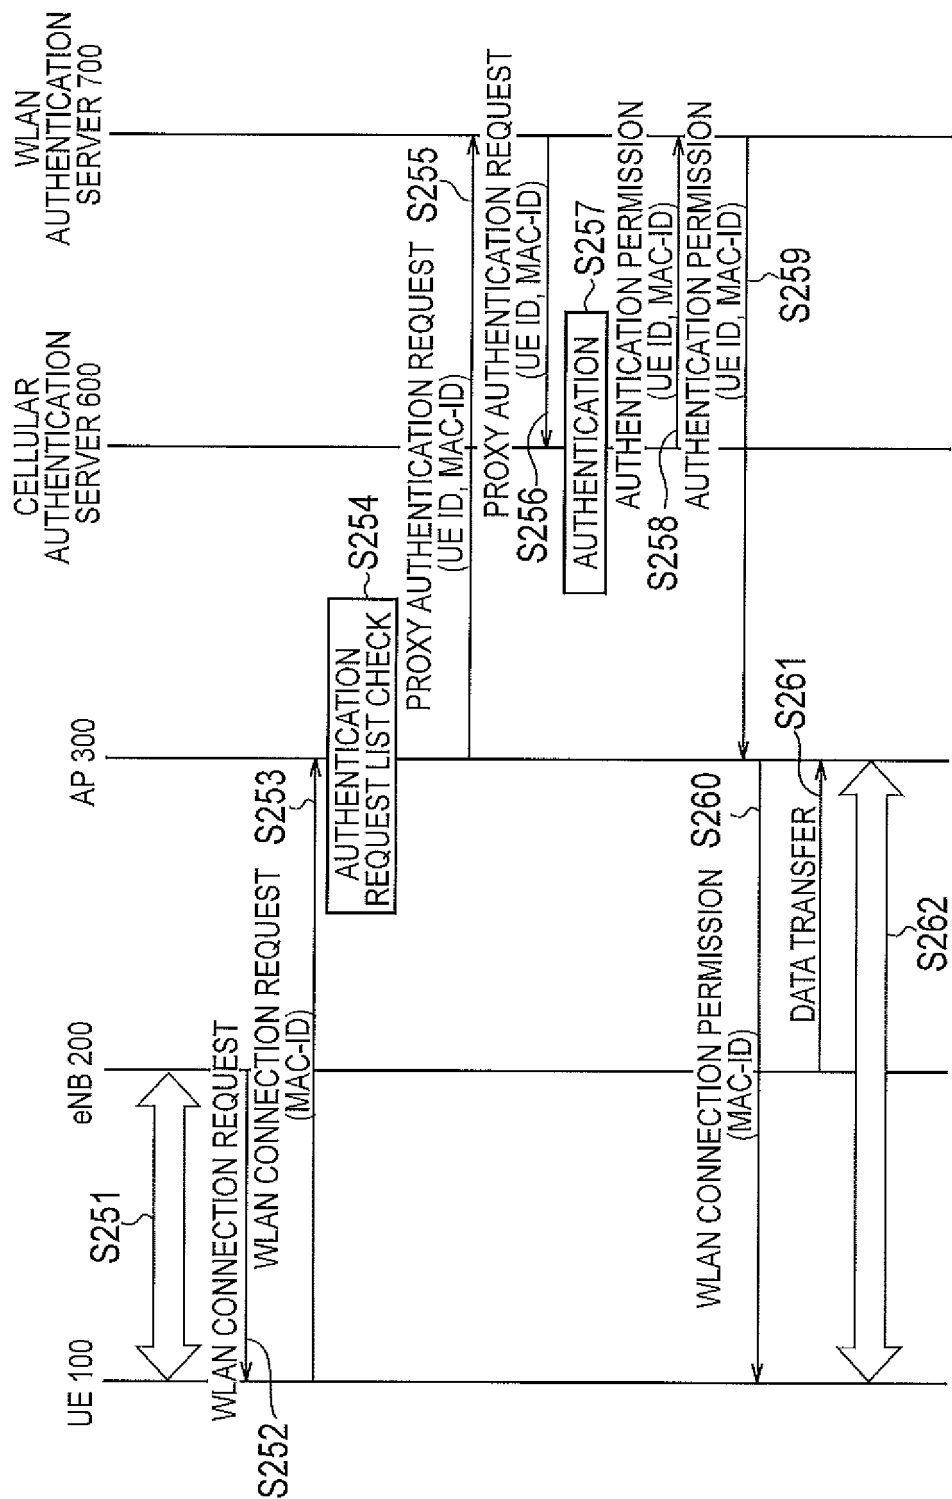 UE 100
eNB 200
AP 300
CELLULAR
AUTHENTICATION
SERVER 600
WLAN
AUTHENTICATION
SERVER 700
S251
WLAN CONNECTION REQUEST
S252
WLAN CONNECTION REQUEST
(MAC-ID)
S253
AUTHENTICATION
REQUEST LIST CHECK
S254
PROXY AUTHENTICATION REQUEST
(UE ID, MAC-ID)
S255
PROXY AUTHENTICATION REQUEST
(UE ID, MAC-ID)
S256
AUTHENTICATION
S257
AUTHENTICATION PERMISSION
(UE ID, MAC-ID)
S258
AUTHENTICATION PERMISSION
(UE ID, MAC-ID)
S259
WLAN CONNECTION PERMISSION
(MAC-ID)
S260
DATA TRANSFER
S261
S262